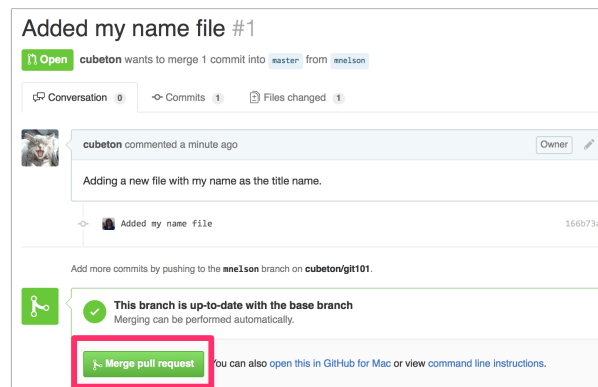 Added my name file #1
Open cubeton wants to merge 1 commit into master from mnelson
Conversation 0 Commits 1 Files changed 1
cubeton commented a minute ago Owner
Adding a new file with my name as the title name.
Added my name file 166b73a
Add more commits by pushing to the mnelson branch on cubeton/git101.
This branch is up-to-date with the base branch
Merging can be performed automatically.
Merge pull request You can also open this in GitHub for Mac or view command line instructions.